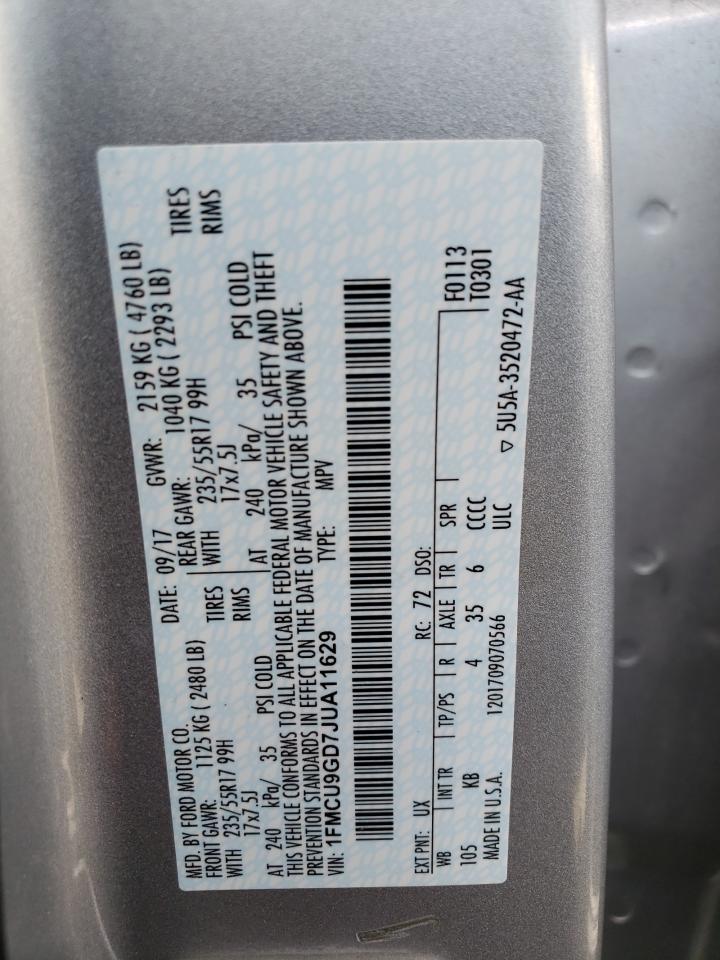 MFD. BY FORD MOTOR CO. DATE: 09/17 GVWR: 2159 KG ( 4760 LB)
FRONT GAWR: 1125 KG ( 2480 LB) REAR GAWR: 1040 KG ( 2293 LB)
WITH 235/55R17 99H TIRES WITH 235/55R17 99H TIRES
17x7.5J RIMS 17x7.5J RIMS
AT 240 kPa/ 35 PSI COLD AT 240 kPa/ 35 PSI COLD
THIS VEHICLE CONFORMS TO ALL APPLICABLE FEDERAL MOTOR VEHICLE SAFETY AND THEFT
PREVENTION STANDARDS IN EFFECT ON THE DATE OF MANUFACTURE SHOWN ABOVE.
VIN: 1FMCU9GD7JUA11629 TYPE: MPV
EXT PNT: UX RC: 72 DSO:
WB INT TR TP/PS R AXLE TR SPR F0113
105 KB 4 35 6 CCCC T0301
MADE IN U.S.A. 1201709070566 ULC
▽ 5U5A-3520472-AA